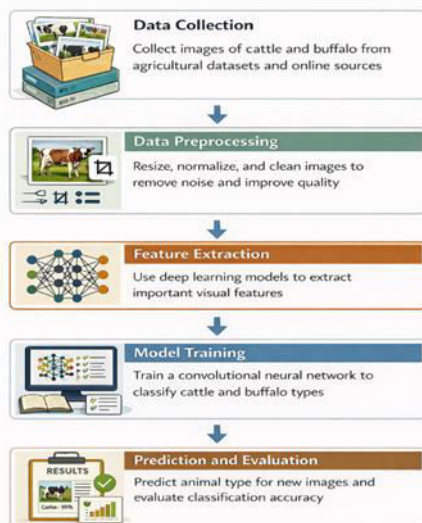 Data Collection
Collect images of cattle and buffalo from
agricultural datasets and online sources
Data Preprocessing
Resize, normalize, and clean images to
remove noise and improve quality
Feature Extraction
Use deep learning models to extract
important visual features
Model Training
Train a convolutional neural network to
classify cattle and buffalo types
Prediction and Evaluation
RESULTS
Predict animal type for new images and
evaluate classification accuracy